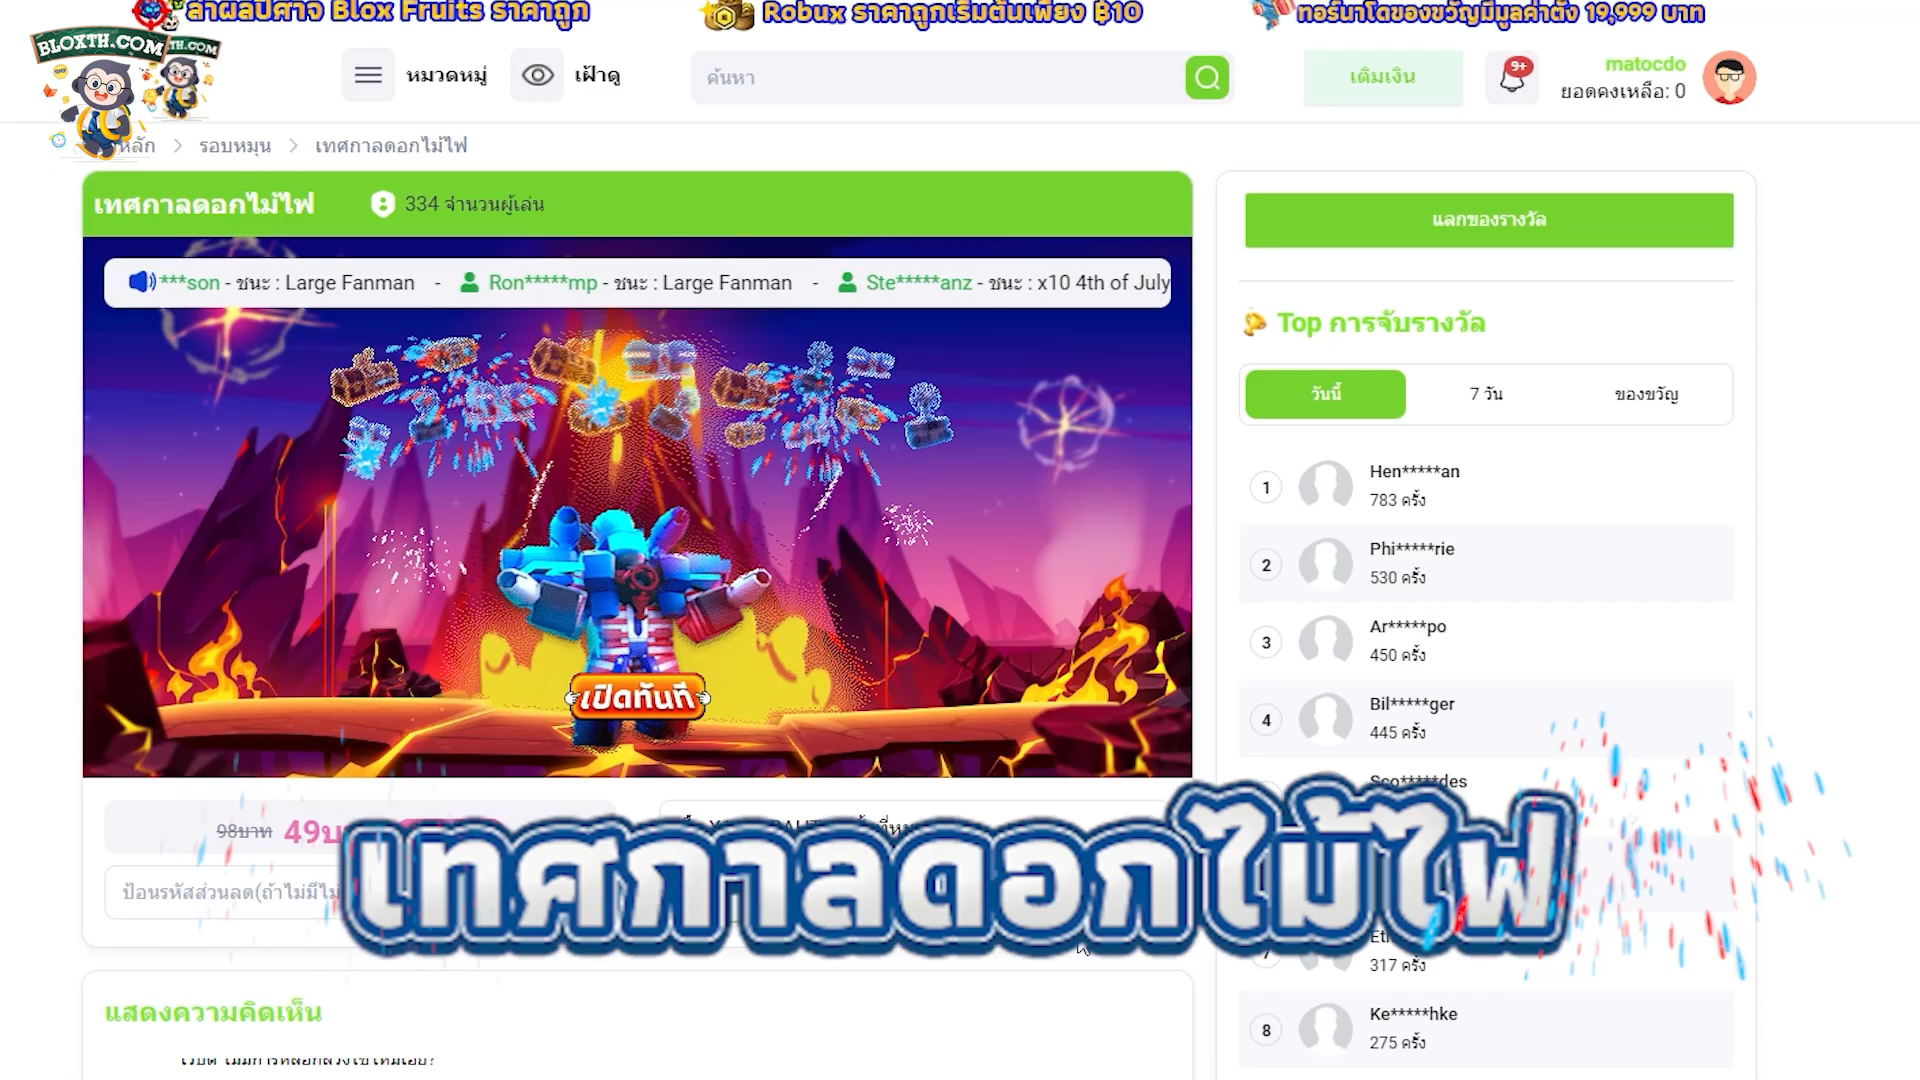 ล่าผลปีศาจ Blox Fruits ราคาถูก
Robux ราคาถูกเริ่มต้นเพียง ฿10
ทอร์นาโดของขวัญมีมูลค่าถึง 19,999 บาท
BLOXTH.COM
TH.COM
หมวดหมู่
เฝ้าดู
ค้นหา
เติมเงิน
9+
matocdo
ยอดคงเหลือ: 0
หลัก
รอบหมุน
เทศกาลดอกไม้ไฟ
เทศกาลดอกไม้ไฟ
334 จำนวนผู้เล่น
***son - ชนะ : Large Fanman - Ron*****mp - ชนะ : Large Fanman - Ste*****anz - ชนะ : x10 4th of July
เปิดทันที
98บาท 49บ
ป้อนรหัสส่วนลด(ถ้าไม่มีไม่
เทศกาลดอกไม้ไฟ
แสดงความคิดเห็น
แลกของรางวัล
Top การจับรางวัล
วันนี้
7 วัน
ของขวัญ
1
Hen*****an
783 ครั้ง
2
Phi*****rie
530 ครั้ง
3
Ar*****po
450 ครั้ง
4
Bil*****ger
445 ครั้ง
Sco*****des
7
317 ครั้ง
8
Ke*****hke
275 ครั้ง